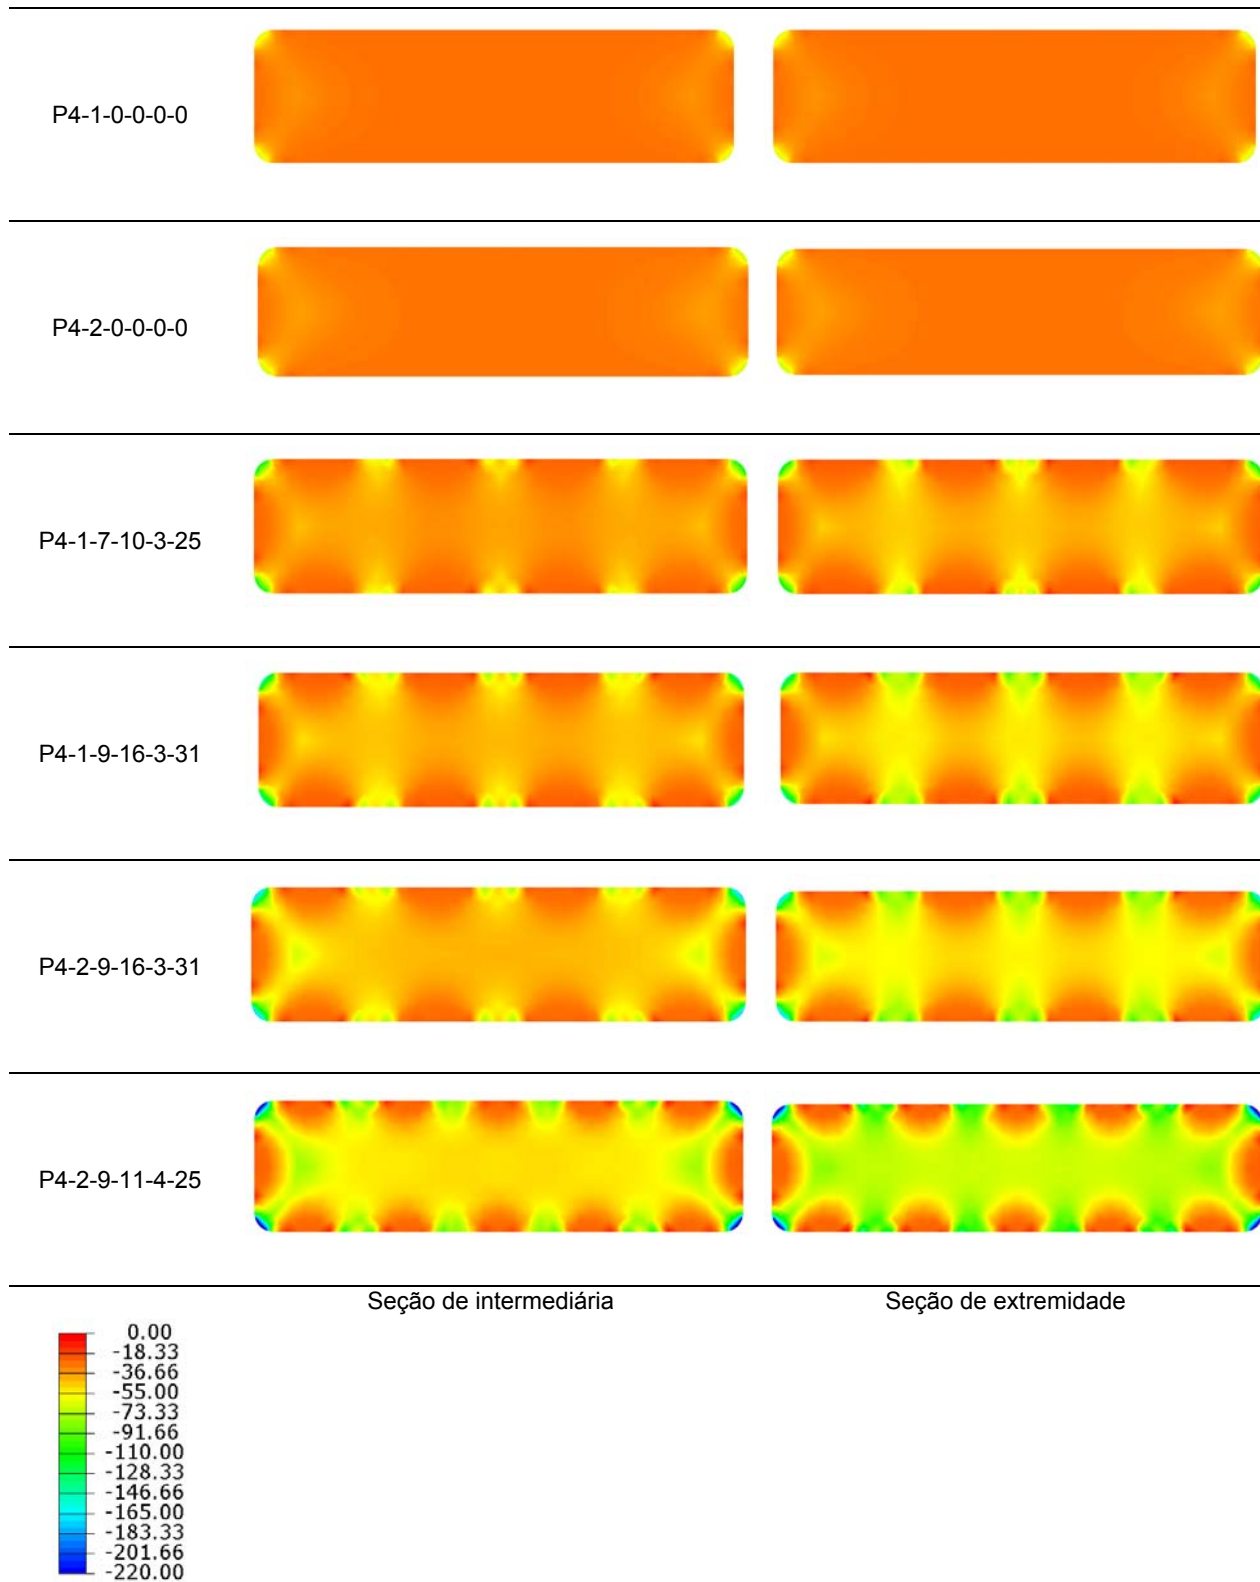 P4-1-0-0-0-0
P4-2-0-0-0-0
P4-1-7-10-3-25
P4-1-9-16-3-31
P4-2-9-16-3-31
P4-2-9-11-4-25
Seção de intermediária
Seção de extremidade
0.00
-18.33
-36.66
-55.00
-73.33
-91.66
-110.00
-128.33
-146.66
-165.00
-183.33
-201.66
-220.00